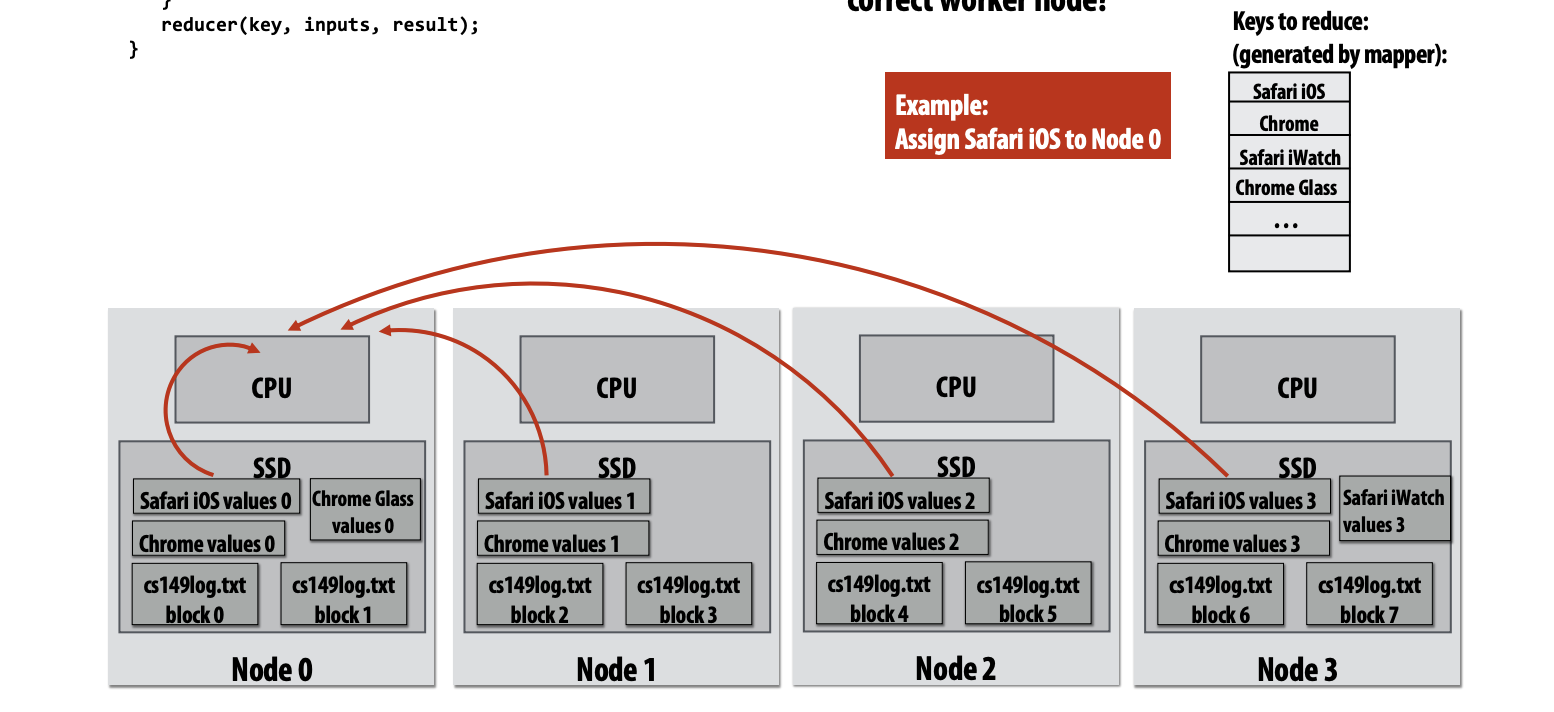 }
reducer(key, inputs, result);
}
correct worker node?
Keys to reduce:
(generated by mapper):
Safari iOS
Chrome
Safari iWatch
Chrome Glass
...
Example:
Assign Safari iOS to Node 0
CPU
SSD
Safari iOS values 0
Chrome Glass
values 0
Chrome values 0
cs149log.txt
block 0
cs149log.txt
block 1
Node 0
CPU
SSD
Safari iOS values 1
Chrome values 1
cs149log.txt
block 2
cs149log.txt
block 3
Node 1
CPU
SSD
Safari iOS values 2
Chrome values 2
cs149log.txt
block 4
cs149log.txt
block 5
Node 2
CPU
SSD
Safari iOS values 3
Safari iWatch
values 3
Chrome values 3
cs149log.txt
block 6
cs149log.txt
block 7
Node 3